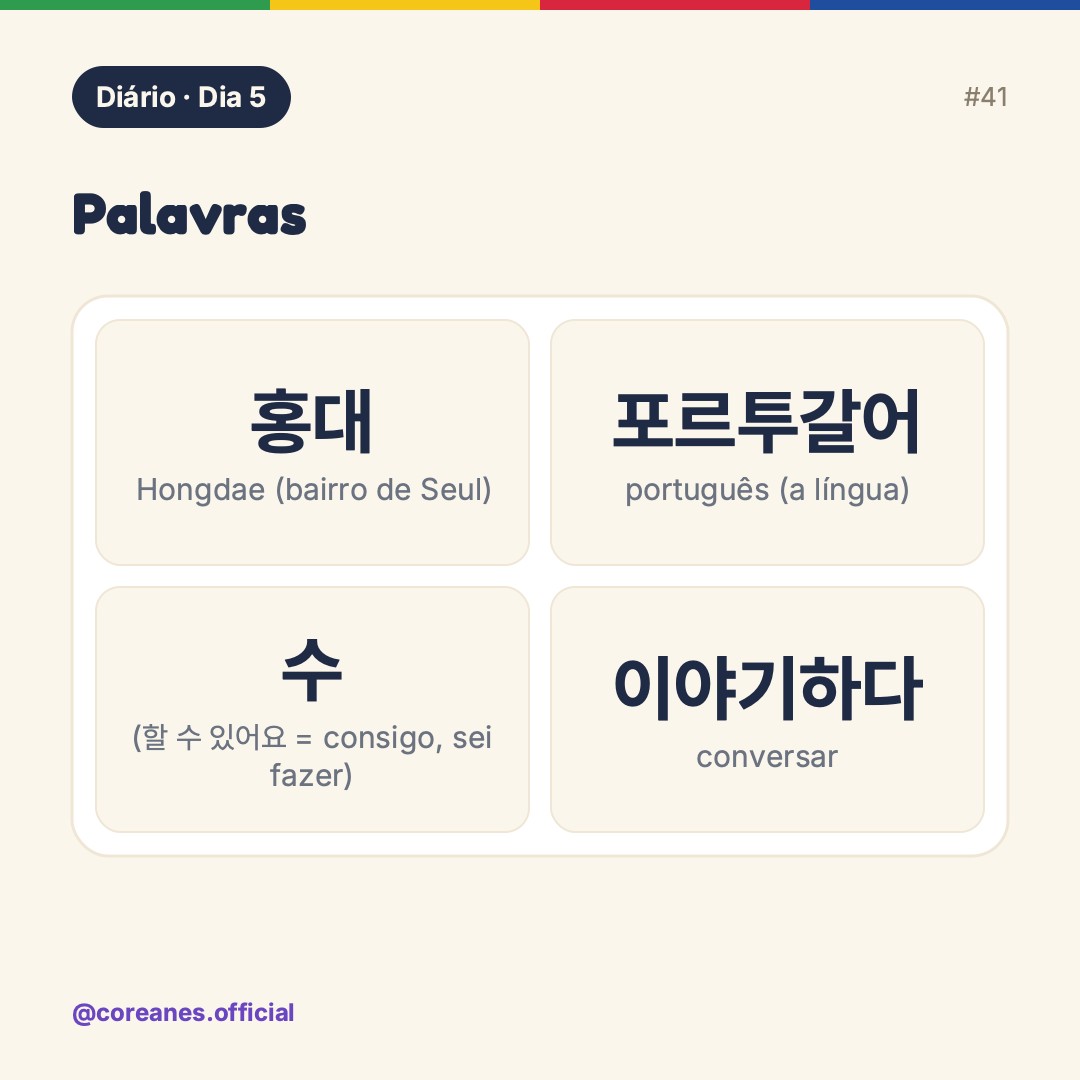 Diário · Dia 5
#41
Palavras
홍대
Hongdae (bairro de Seul)
포르투갈어
português (a língua)
수
(할 수 있어요 = consigo, sei
fazer)
이야기하다
conversar
@coreanes.official